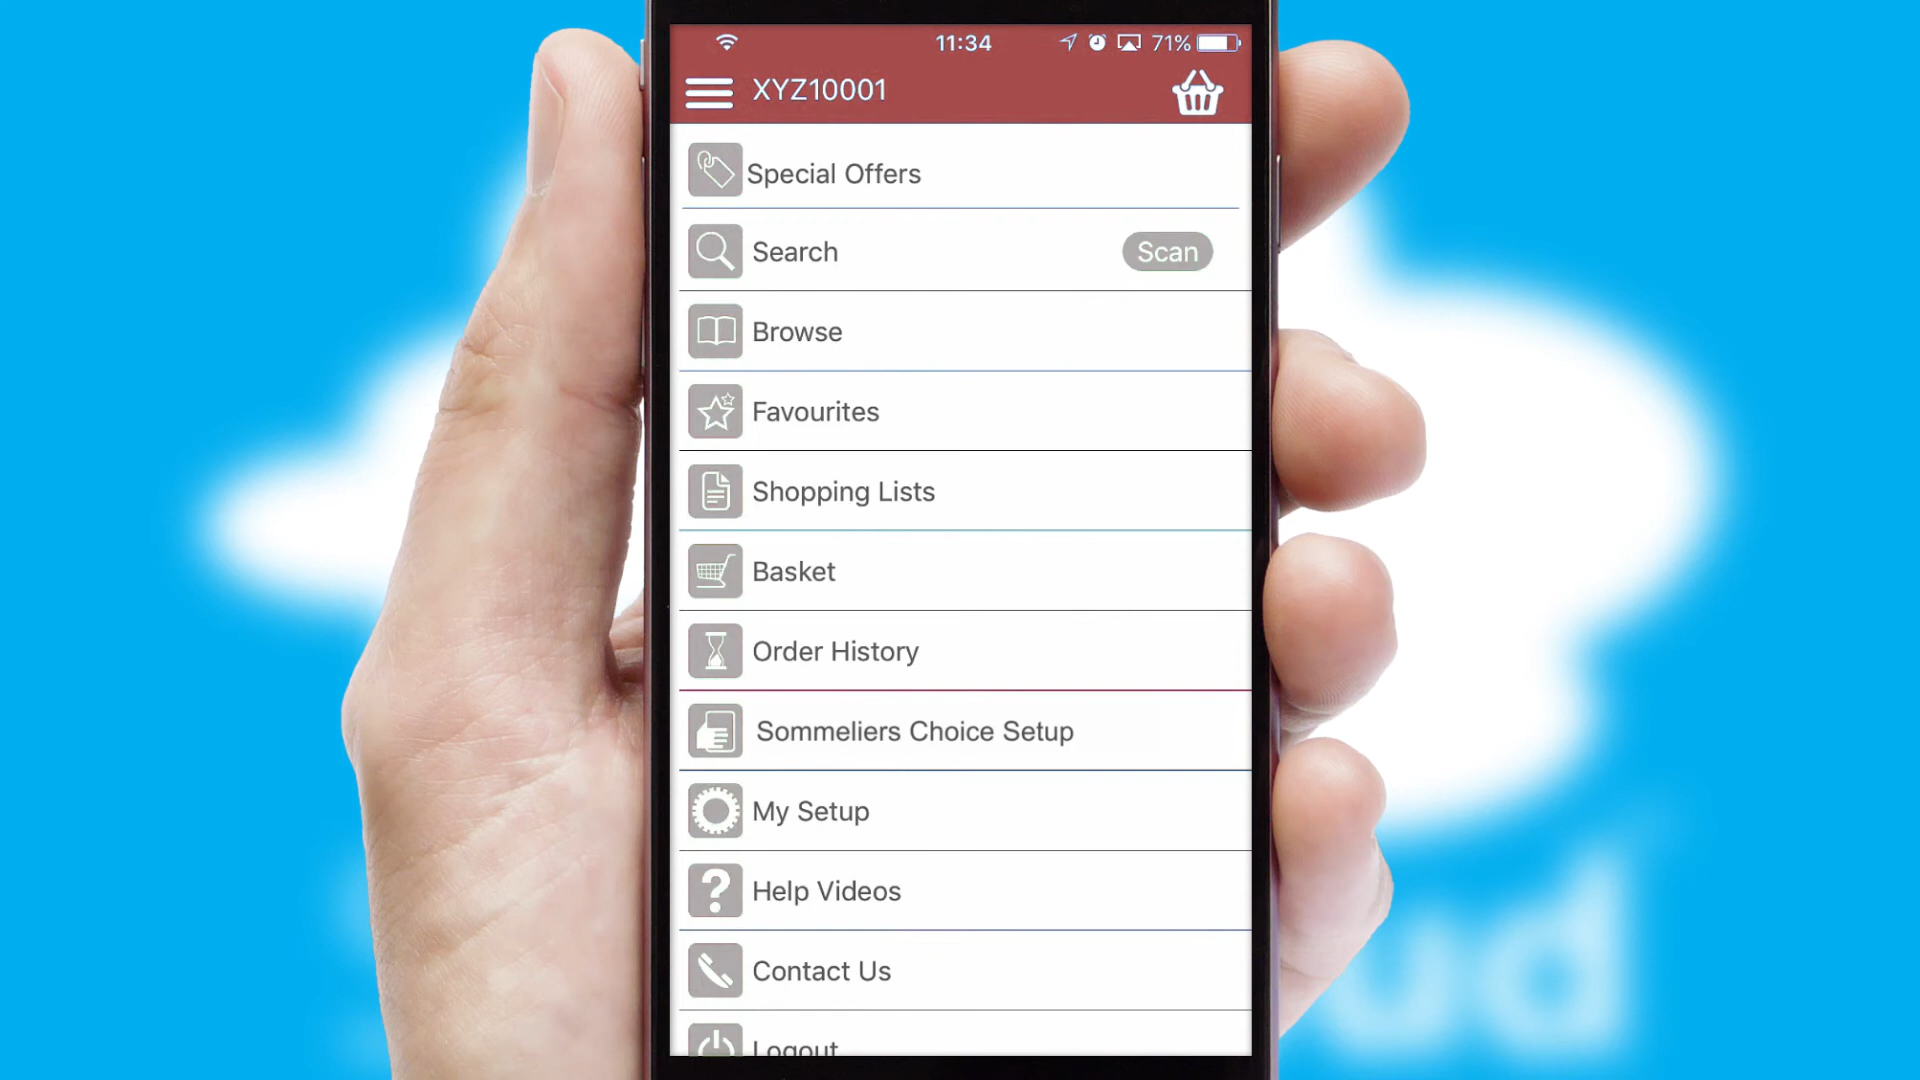 11:34
71%
XYZ10001
Special Offers
Search
Scan
Browse
Favourites
Shopping Lists
Basket
Order History
Sommeliers Choice Setup
My Setup
Help Videos
Contact Us
Logout
ud